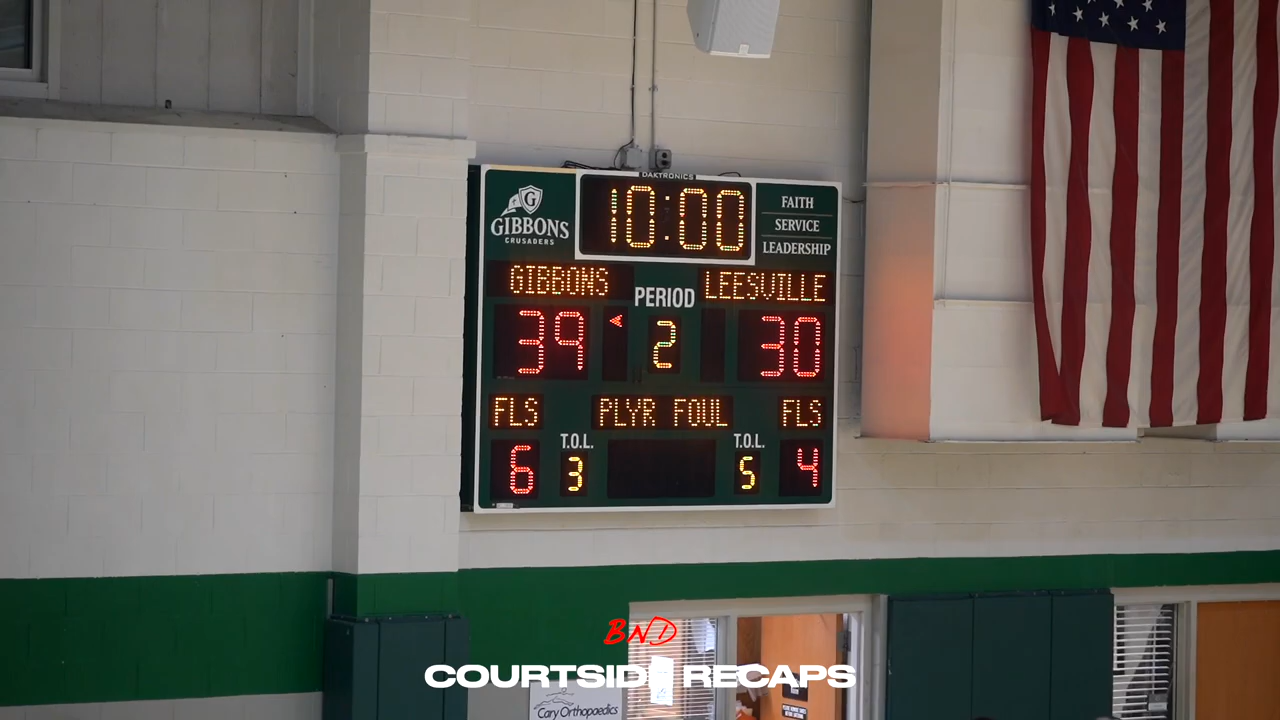 DAKTRONICS
G
GIBBONS
CRUSADERS
10:00
FAITH
SERVICE
LEADERSHIP
GIBBONS
LEESVILLE
PERIOD
39
2
30
FLS
PLYR FOUL
FLS
T.O.L.
T.O.L.
6
3
5
4
BND
COURTSIDE RECAPS
Cary Orthopaedics